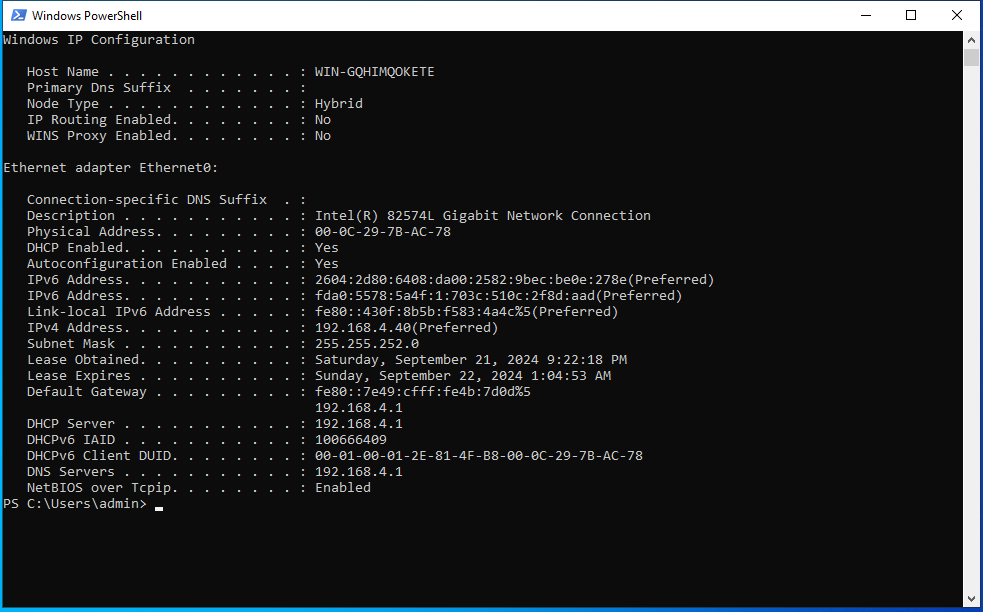 Windows PowerShell
Windows IP Configuration
Host Name . . . . . . . . . . . . : WIN-GQHIMQOKETE
Primary Dns Suffix  . . . . . . . :
Node Type . . . . . . . . . . . . : Hybrid
IP Routing Enabled. . . . . . . . : No
WINS Proxy Enabled. . . . . . . . : No
Ethernet adapter Ethernet0:
Connection-specific DNS Suffix  . :
Description . . . . . . . . . . . : Intel(R) 82574L Gigabit Network Connection
Physical Address. . . . . . . . . : 00-0C-29-7B-AC-78
DHCP Enabled. . . . . . . . . . . : Yes
Autoconfiguration Enabled . . . . : Yes
IPv6 Address. . . . . . . . . . . : 2604:2d80:6408:da00:2582:9bec:be0e:278e(Preferred)
IPv6 Address. . . . . . . . . . . : fda0:5578:5a4f:1:703c:510c:2f8d:aad(Preferred)
Link-local IPv6 Address . . . . . : fe80::430f:8b5b:f583:4a4c%5(Preferred)
IPv4 Address. . . . . . . . . . . : 192.168.4.40(Preferred)
Subnet Mask . . . . . . . . . . . : 255.255.252.0
Lease Obtained. . . . . . . . . . : Saturday, September 21, 2024 9:22:18 PM
Lease Expires . . . . . . . . . . : Sunday, September 22, 2024 1:04:53 AM
Default Gateway . . . . . . . . . : fe80::7e49:cfff:fe4b:7d0d%5
192.168.4.1
DHCP Server . . . . . . . . . . . : 192.168.4.1
DHCPv6 IAID . . . . . . . . . . . : 100666409
DHCPv6 Client DUID. . . . . . . . : 00-01-00-01-2E-81-4F-B8-00-0C-29-7B-AC-78
DNS Servers . . . . . . . . . . . : 192.168.4.1
NetBIOS over Tcpip. . . . . . . . : Enabled
PS C:\Users\admin>